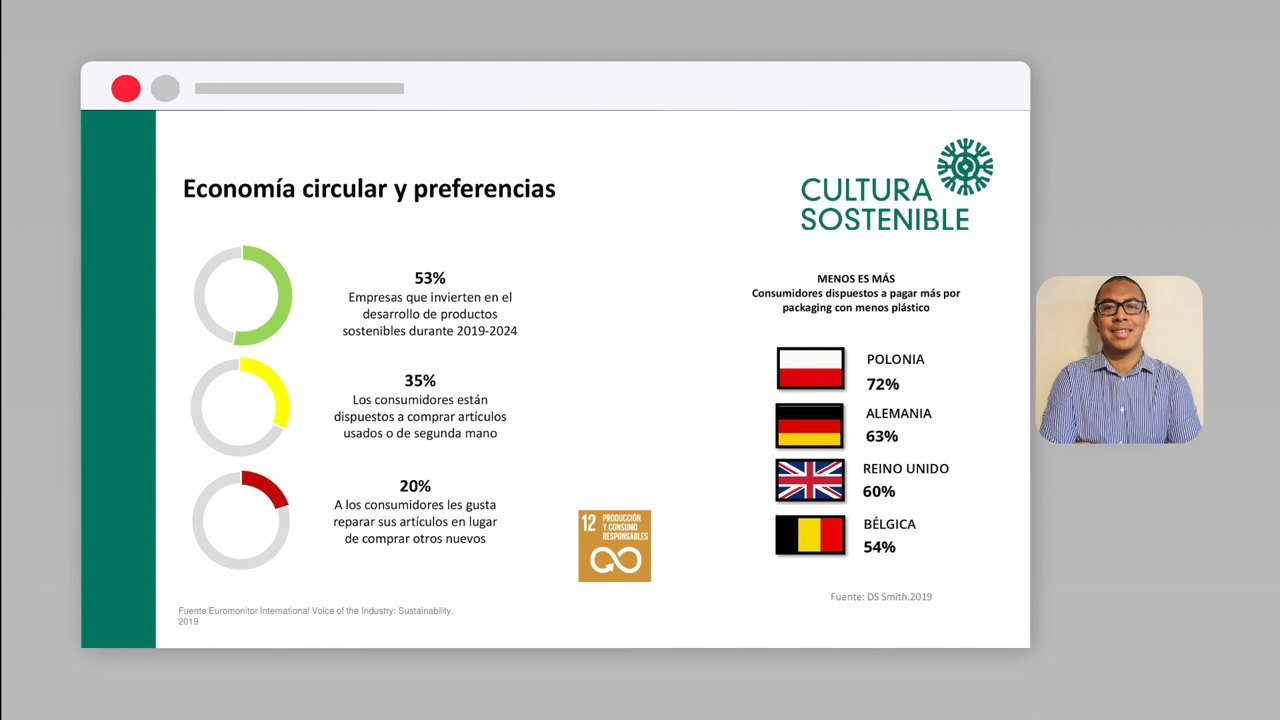 Economía circular y preferencias
CULTURA
SOSTENIBLE
53%
Empresas que invierten en el
desarrollo de productos
sostenibles durante 2019-2024
35%
Los consumidores están
dispuestos a comprar artículos
usados o de segunda mano
20%
A los consumidores les gusta
reparar sus artículos en lugar
de comprar otros nuevos
12 PRODUCCIÓN
Y CONSUMO
RESPONSABLES
Fuente Euromonitor International Voice of the Industry: Sustainability.
2019
MENOS ES MÁS
Consumidores dispuestos a pagar más por
packaging con menos plástico
POLONIA
72%
ALEMANIA
63%
REINO UNIDO
60%
BÉLGICA
54%
Fuente: DS Smith.2019